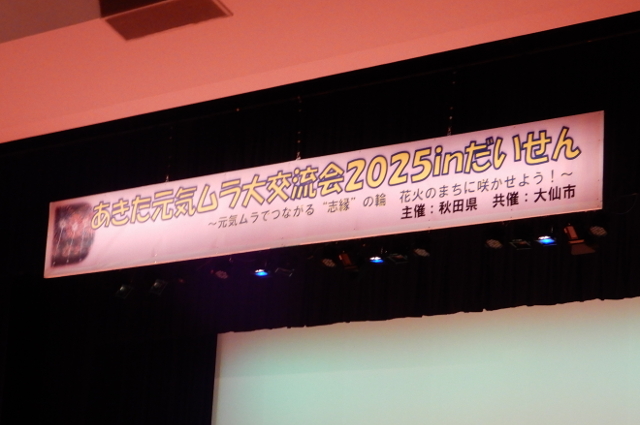 あきた元気ムラ大交流会2025inだいせん
～元気ムラでつながる“志縁”の輪　花火のまちに咲かせよう！～
主催：秋田県　共催：大仙市